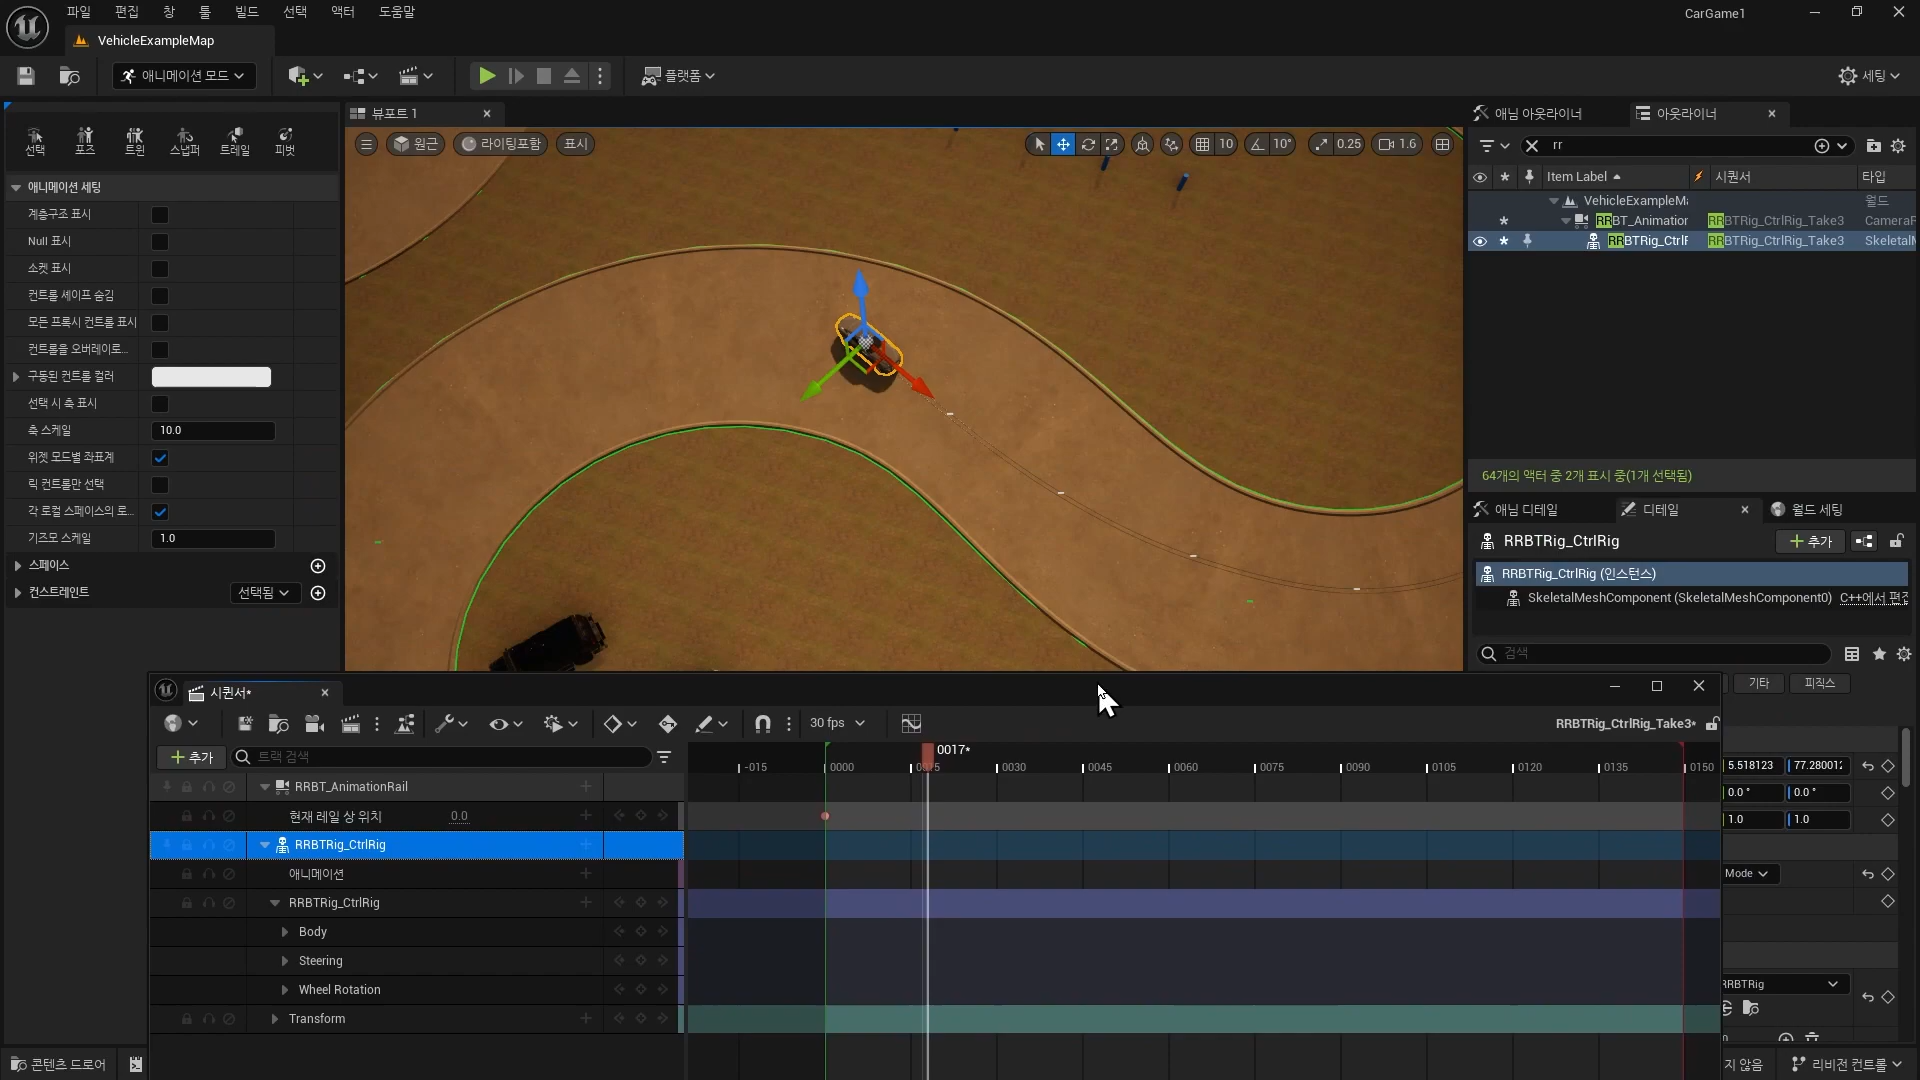 파일 편집 창 툴 빌드 선택 액터 도움말
CarGame1
VehicleExampleMap
애니메이션 모드
플랫폼
세팅
선택 포즈 트윈 스냅퍼 트레일 피벗
애니메이션 세팅
계층구조 표시
Null 표시
소켓 표시
컨트롤 셰이프 숨김
모든 프록시 컨트롤 표시
컨트롤을 오버레이로...
구동된 컨트롤 컬러
선택 시 축 표시
축 스케일 10.0
위젯 모드별 좌표계
릭 컨트롤만 선택
각 로컬 스페이스의 로...
기즈모 스케일 1.0
스페이스
컨스트레인트 선택됨
뷰포트 1
원근 라이팅포함 표시
10 10° 0.25 1.6
애님 아웃라이너 아웃라이너
rr
Item Label 시퀀서 타입
VehicleExampleMa 월드
RRBT_Animation RRBTRig_CtrlRig_Take3 CameraR
RRBTRig_CtrlR RRBTRig_CtrlRig_Take3 SkeletalM
64개의 액터 중 2개 표시 중(1개 선택됨)
애님 디테일 디테일 월드 세팅
RRBTRig_CtrlRig 추가
RRBTRig_CtrlRig (인스턴스)
SkeletalMeshComponent (SkeletalMeshComponent0) C++에서 편집
검색
기타 피직스
5.518123 77.280012
0.0 ° 0.0 °
1.0 1.0
Mode
RRBTRig
시퀀서*
30 fps
RRBTRig_CtrlRig_Take3*
추가 트랙 검색
0017*
-015 0000 0015 0030 0045 0060 0075 0090 0105 0120 0135 0150
RRBT_AnimationRail
현재 레일 상 위치 0.0
RRBTRig_CtrlRig
애니메이션
RRBTRig_CtrlRig
Body
Steering
Wheel Rotation
Transform
콘텐츠 드로어
지 않음 리비전 컨트롤